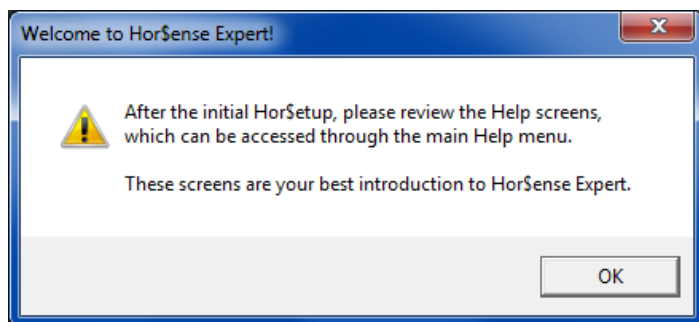 Welcome to Hor$ense Expert!
After the initial Hor$etup, please review the Help screens,
which can be accessed through the main Help menu.
These screens are your best introduction to Hor$ense Expert.
OK